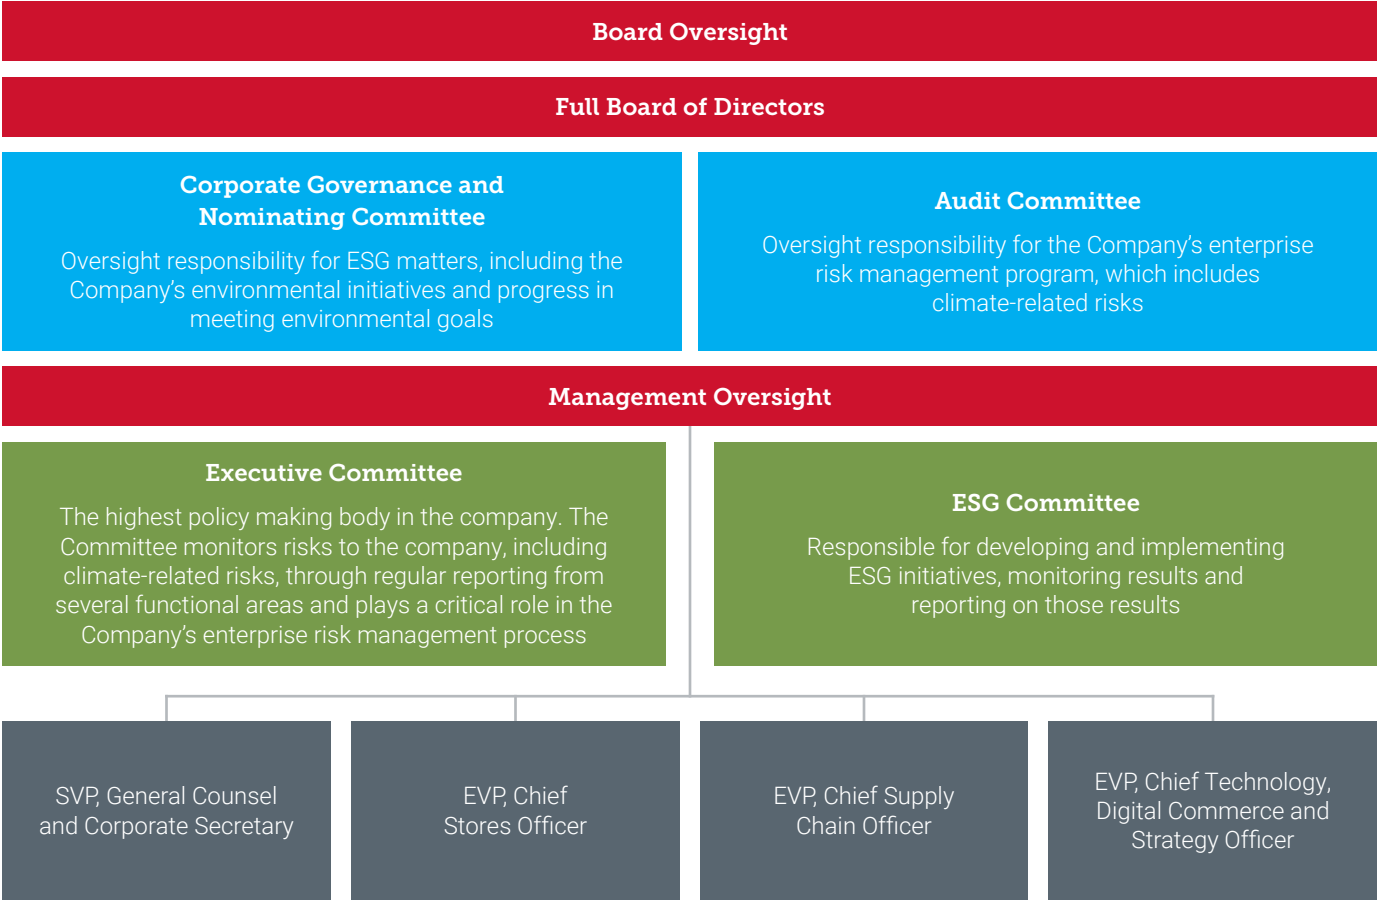 Board Oversight
Full Board of Directors
Corporate Governance and
Nominating Committee
Oversight responsibility for ESG matters, including the
Company’s environmental initiatives and progress in
meeting environmental goals
Audit Committee
Oversight responsibility for the Company’s enterprise
risk management program, which includes
climate-related risks
Management Oversight
Executive Committee
The highest policy making body in the company. The
Committee monitors risks to the company, including
climate-related risks, through regular reporting from
several functional areas and plays a critical role in the
Company’s enterprise risk management process
ESG Committee
Responsible for developing and implementing
ESG initiatives, monitoring results and
reporting on those results
SVP, General Counsel
and Corporate Secretary
EVP, Chief
Stores Officer
EVP, Chief Supply
Chain Officer
EVP, Chief Technology,
Digital Commerce and
Strategy Officer